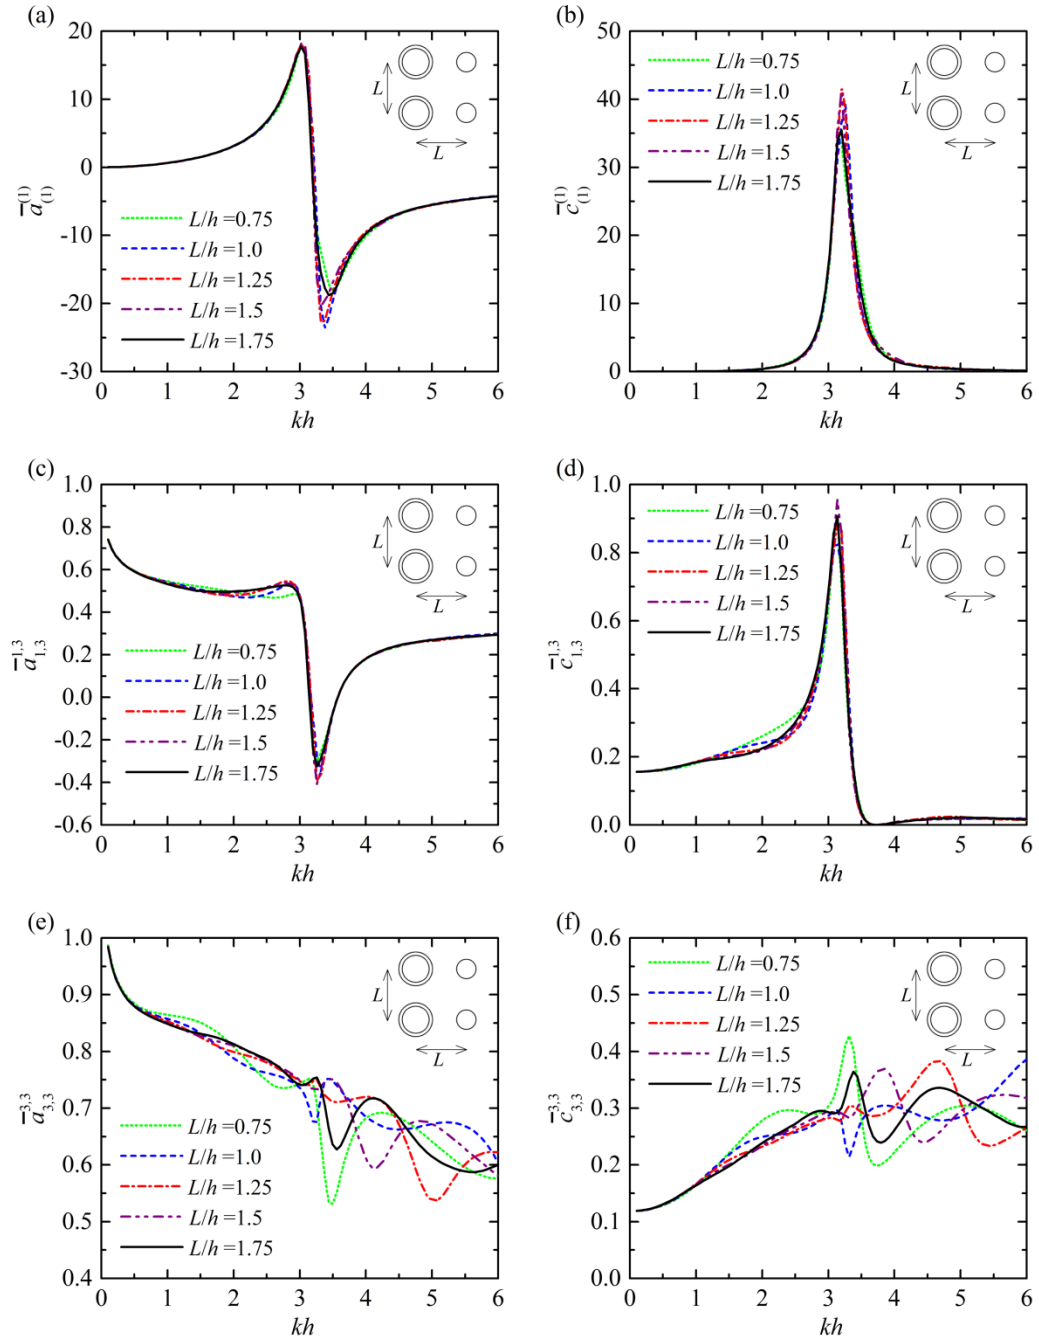 (a)
20
10
0
-10
-20
-30
0 1 2 3 4 5 6
kh
a̅(1)(1)
L/h =0.75
L/h =1.0
L/h =1.25
L/h =1.5
L/h =1.75
L
L
(b)
50
40
30
20
10
0
0 1 2 3 4 5 6
kh
c̅(1)(1)
L/h =0.75
L/h =1.0
L/h =1.25
L/h =1.5
L/h =1.75
L
L
(c)
1.0
0.8
0.6
0.4
0.2
0.0
-0.2
-0.4
-0.6
0 1 2 3 4 5 6
kh
a̅1,31,3
L/h =0.75
L/h =1.0
L/h =1.25
L/h =1.5
L/h =1.75
L
L
(d)
1.0
0.8
0.6
0.4
0.2
0.0
0 1 2 3 4 5 6
kh
c̅1,31,3
L/h =0.75
L/h =1.0
L/h =1.25
L/h =1.5
L/h =1.75
L
L
(e)
1.0
0.9
0.8
0.7
0.6
0.5
0.4
0 1 2 3 4 5 6
kh
a̅3,33,3
L/h =0.75
L/h =1.0
L/h =1.25
L/h =1.5
L/h =1.75
L
L
(f)
0.6
0.5
0.4
0.3
0.2
0.1
0.0
0 1 2 3 4 5 6
kh
c̅3,33,3
L/h =0.75
L/h =1.0
L/h =1.25
L/h =1.5
L/h =1.75
L
L